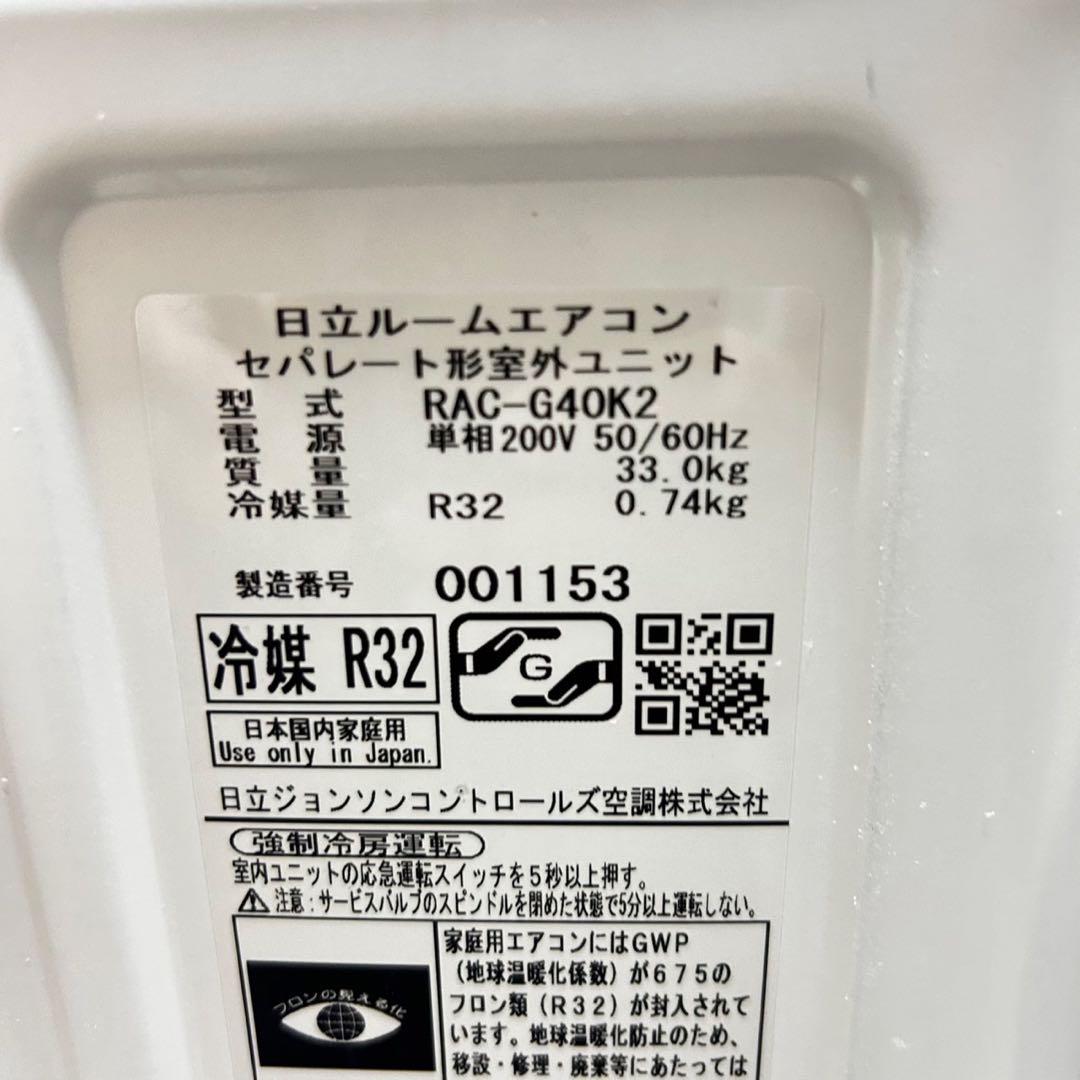 日立ルームエアコン
セパレート形室外ユニット
型 式 RAC-G40K2
電 源 単相200V 50/60Hz
質 量 33.0kg
冷媒量 R32 0.74kg
製造番号 001153
冷媒 R32
G
日本国内家庭用
Use only in Japan.
日立ジョンソンコントロールズ空調株式会社
強制冷房運転
室内ユニットの応急運転スイッチを5秒以上押す。
注意:サービスバルブのスピンドルを閉めた状態で5分以上運転しない。
フロンの見える化
家庭用エアコンにはGWP
(地球温暖化係数)が675の
フロン類(R32)が封入されて
います。地球温暖化防止のため、
移設・修理・廃棄等にあたっては